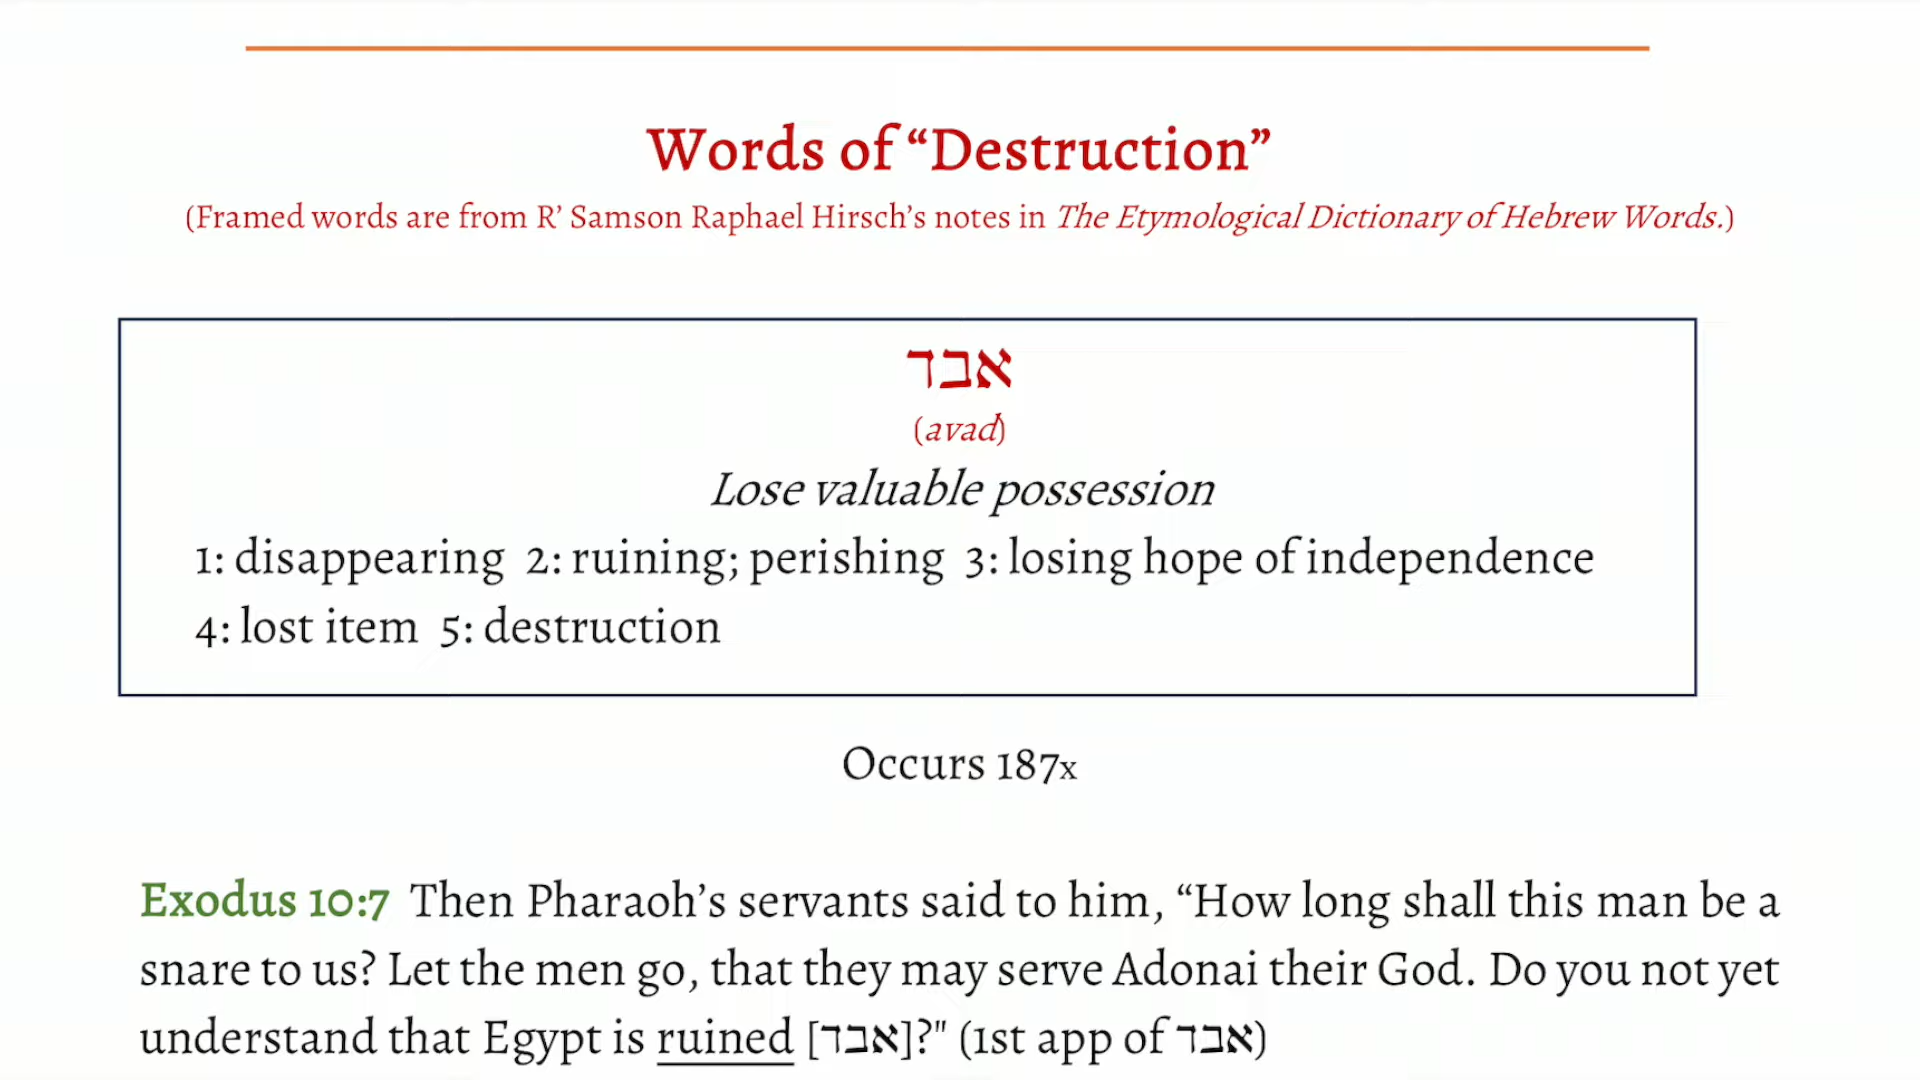 Words of “Destruction”
(Framed words are from R’ Samson Raphael Hirsch’s notes in The Etymological Dictionary of Hebrew Words.)
אבד
(avad)
Lose valuable possession
1: disappearing 2: ruining; perishing 3: losing hope of independence
4: lost item 5: destruction
Occurs 187x
Exodus 10:7 Then Pharaoh’s servants said to him, “How long shall this man be a
snare to us? Let the men go, that they may serve Adonai their God. Do you not yet
understand that Egypt is ruined [אבד]?" (1st app of אבד)